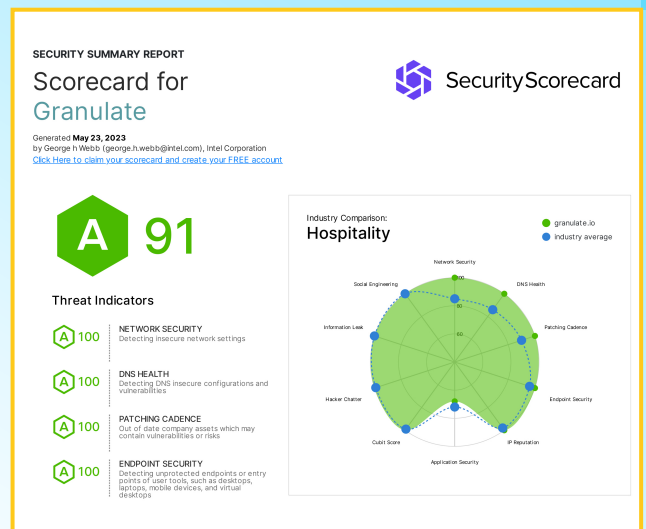 SECURITY SUMMARY REPORT
Scorecard for
Granulate
SecurityScorecard
Generated May 23, 2023
by George h Webb (george.h.webb@intel.com), Intel Corporation
Click Here to claim your scorecard and create your FREE account
A 91
Threat Indicators
A 100 NETWORK SECURITY
Detecting insecure network settings
A 100 DNS HEALTH
Detecting DNS insecure configurations and
vulnerabilities
A 100 PATCHING CADENCE
Out of date company assets which may
contain vulnerabilities or risks
A 100 ENDPOINT SECURITY
Detecting unprotected endpoints or entry
points of user tools, such as desktops,
laptops, mobile devices, and virtual
desktops
Industry Comparison:
Hospitality
granulate.io
industry average
Network Security
100
Social Engineering
DNS Health
80
Information Leak
Patching Cadence
60
Hacker Chatter
Endpoint Security
Cubit Score
IP Reputation
Application Security